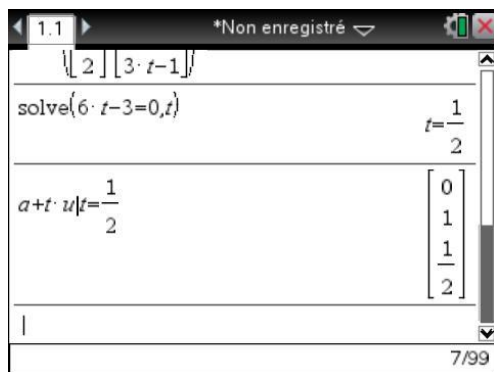 1.1 *Non enregistré
[2] [3·t−1]
solve(6·t−3=0,t)
t=1/2
a+t·u|t=1/2
[0
1
1/2]
7/99